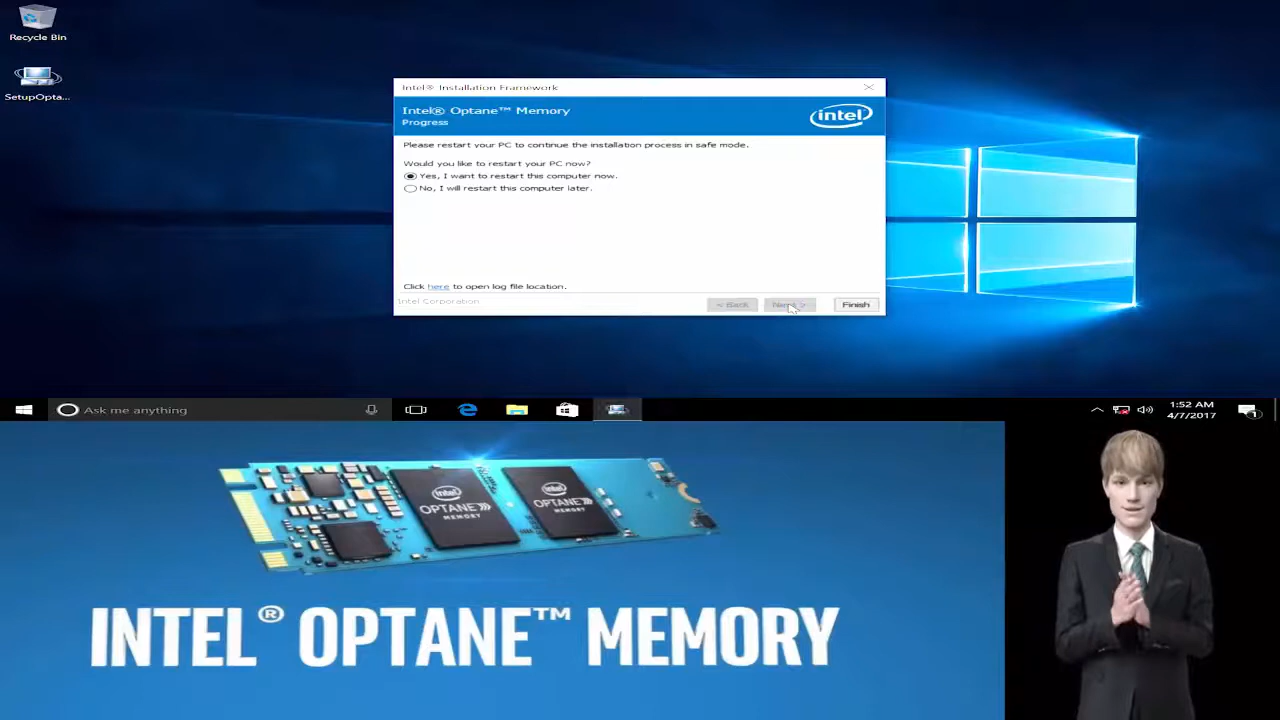 Recycle Bin
SetupOpta...
Intel® Installation Framework
Intel® Optane™ Memory
Progress
intel
Please restart your PC to continue the installation process in safe mode.
Would you like to restart your PC now?
Yes, I want to restart this computer now.
No, I will restart this computer later.
Click here to open log file location.
Intel Corporation
< Back
Next >
Finish
Ask me anything
1:52 AM
4/7/2017
1
intel
OPTANE
MEMORY
intel
OPTANE
MEMORY
INTEL® OPTANE™ MEMORY